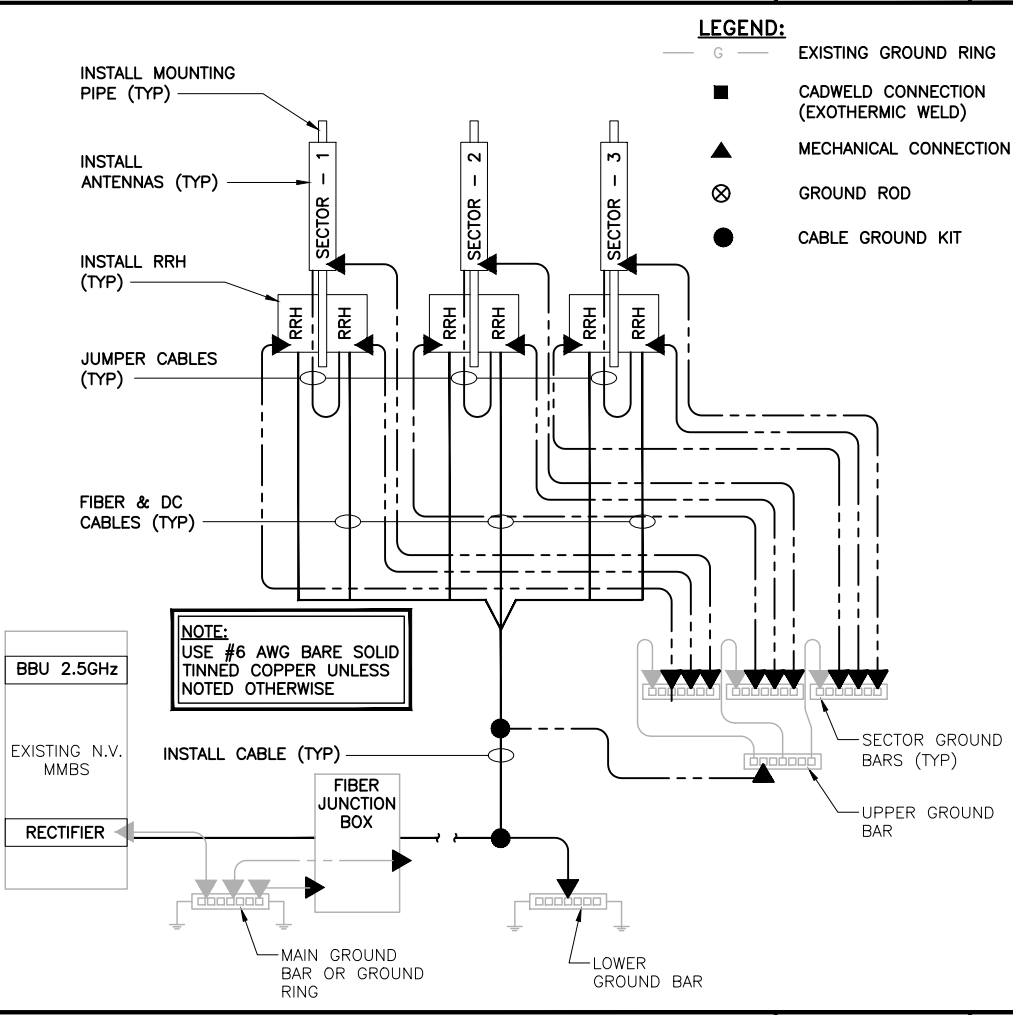 LEGEND:
G
EXISTING GROUND RING
CADWELD CONNECTION
(EXOTHERMIC WELD)
MECHANICAL CONNECTION
GROUND ROD
CABLE GROUND KIT
INSTALL MOUNTING
PIPE (TYP)
INSTALL
ANTENNAS (TYP)
INSTALL RRH
(TYP)
JUMPER CABLES
(TYP)
FIBER & DC
CABLES (TYP)
SECTOR - 1
SECTOR - 2
SECTOR - 3
RRH
RRH
RRH
RRH
RRH
RRH
NOTE:
USE #6 AWG BARE SOLID
TINNED COPPER UNLESS
NOTED OTHERWISE
BBU 2.5GHz
EXISTING N.V.
MMBS
RECTIFIER
INSTALL CABLE (TYP)
FIBER
JUNCTION
BOX
SECTOR GROUND
BARS (TYP)
UPPER GROUND
BAR
MAIN GROUND
BAR OR GROUND
RING
LOWER
GROUND BAR